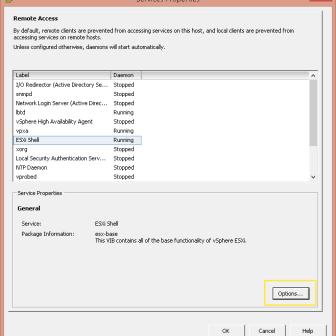 Services Properties
Remote Access
By default, remote clients are prevented from accessing services on this host, and local clients are prevented from
accessing services on remote hosts.
Unless configured otherwise, daemons will start automatically.
Label Daemon
I/O Redirector (Active Directory Se... Stopped
snmpd Stopped
Network Login Server (Active Direc... Stopped
lbtd Running
vSphere High Availability Agent Stopped
vpxa Running
ESXi Shell Running
xorg Stopped
Local Security Authentication Serv... Stopped
NTP Daemon Stopped
vprobed Stopped
Service Properties
General
Service: ESXi Shell
Package Information: esx-base
This VIB contains all of the base functionality of vSphere ESXi.
Options...
OK Cancel Help